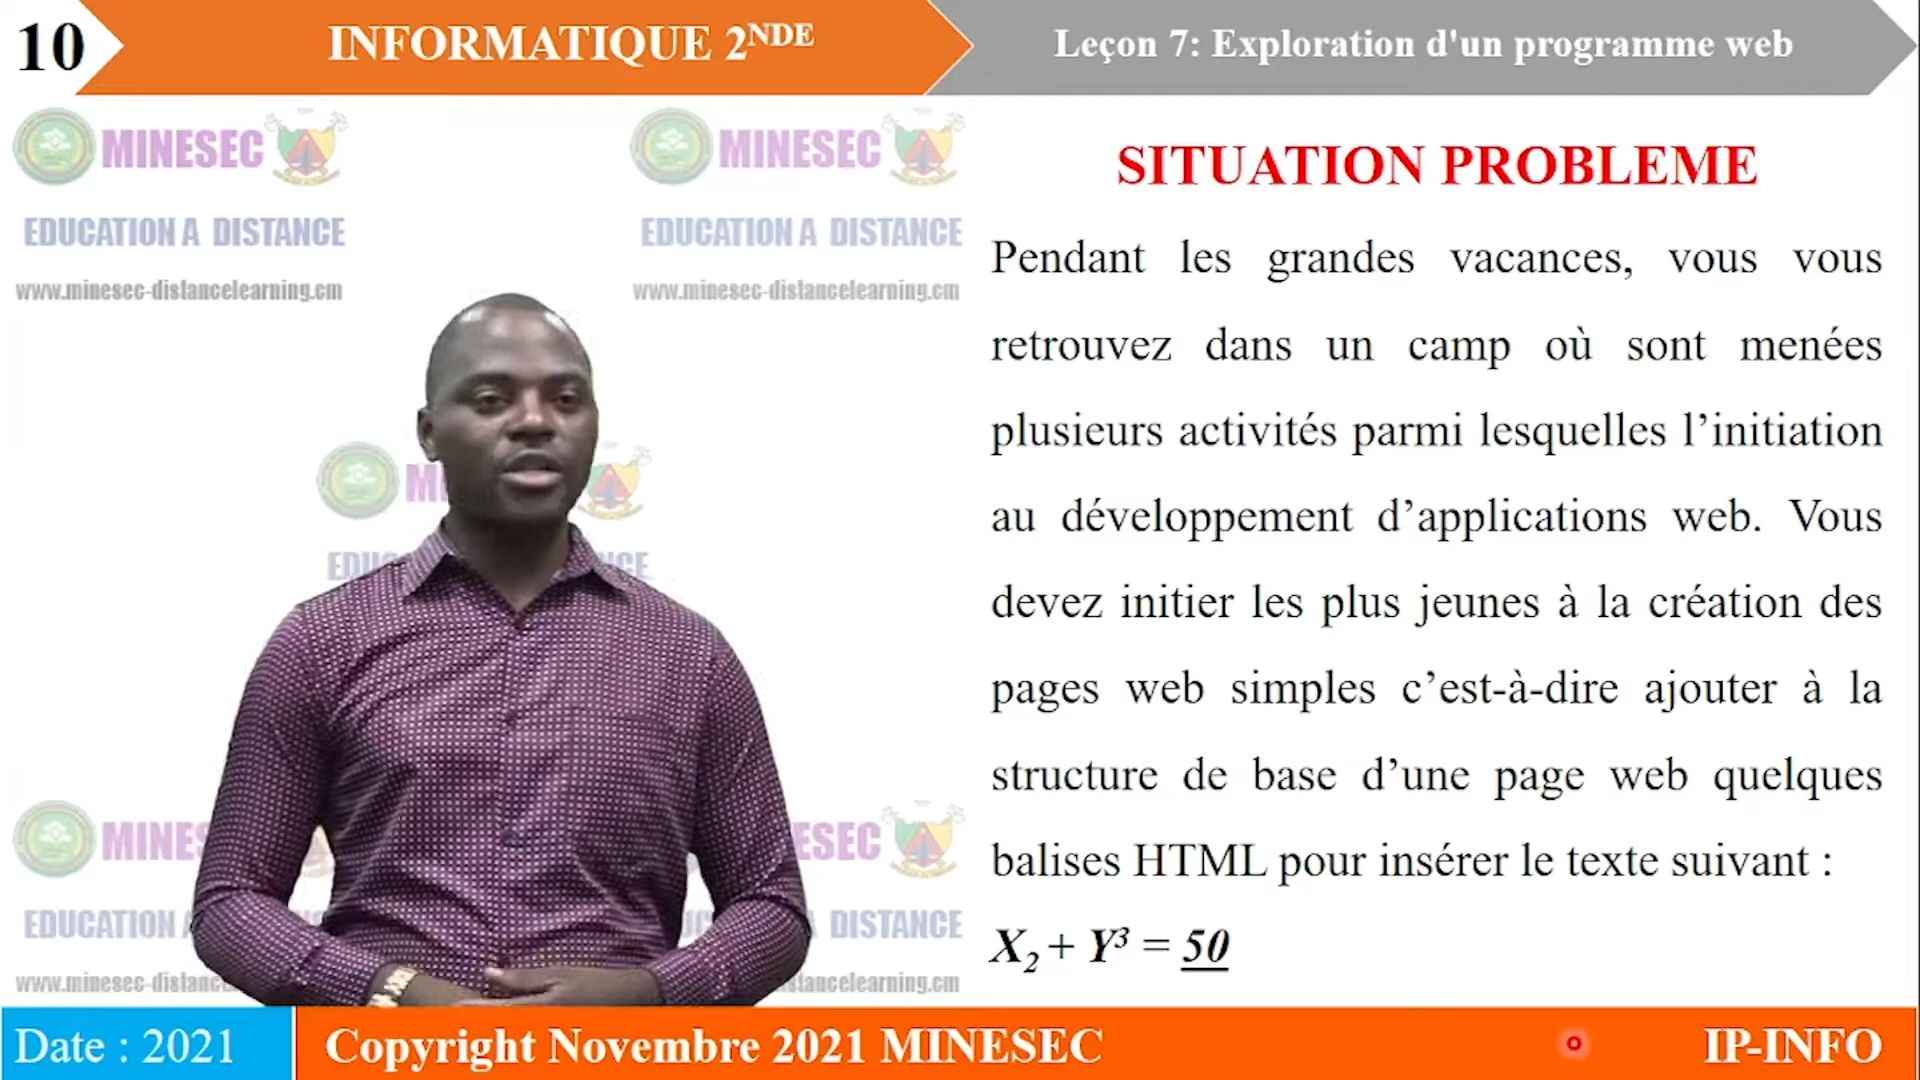 10
INFORMATIQUE 2NDE
Leçon 7: Exploration d'un programme web
MINESEC
EDUCATION A DISTANCE
www.minesec-distancelearning.cm
MINESEC
EDUCATION A DISTANCE
www.minesec-distancelearning.cm
SITUATION PROBLEME
Pendant les grandes vacances, vous vous
retrouvez dans un camp où sont menées
plusieurs activités parmi lesquelles l’initiation
au développement d’applications web. Vous
devez initier les plus jeunes à la création des
pages web simples c’est-à-dire ajouter à la
structure de base d’une page web quelques
balises HTML pour insérer le texte suivant :
X₂ + Y³ = 50
Date : 2021
Copyright Novembre 2021 MINESEC
IP-INFO